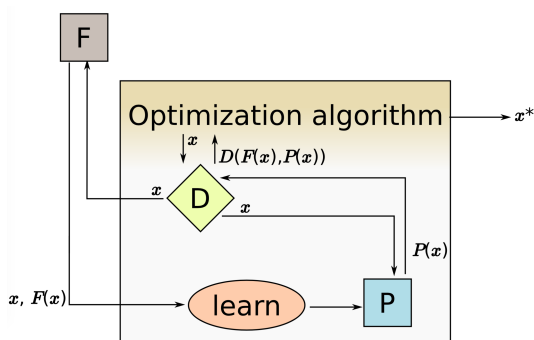 F
Optimization algorithm
x*
x
D(F(x),P(x))
x
D
x
P(x)
x, F(x)
learn
P